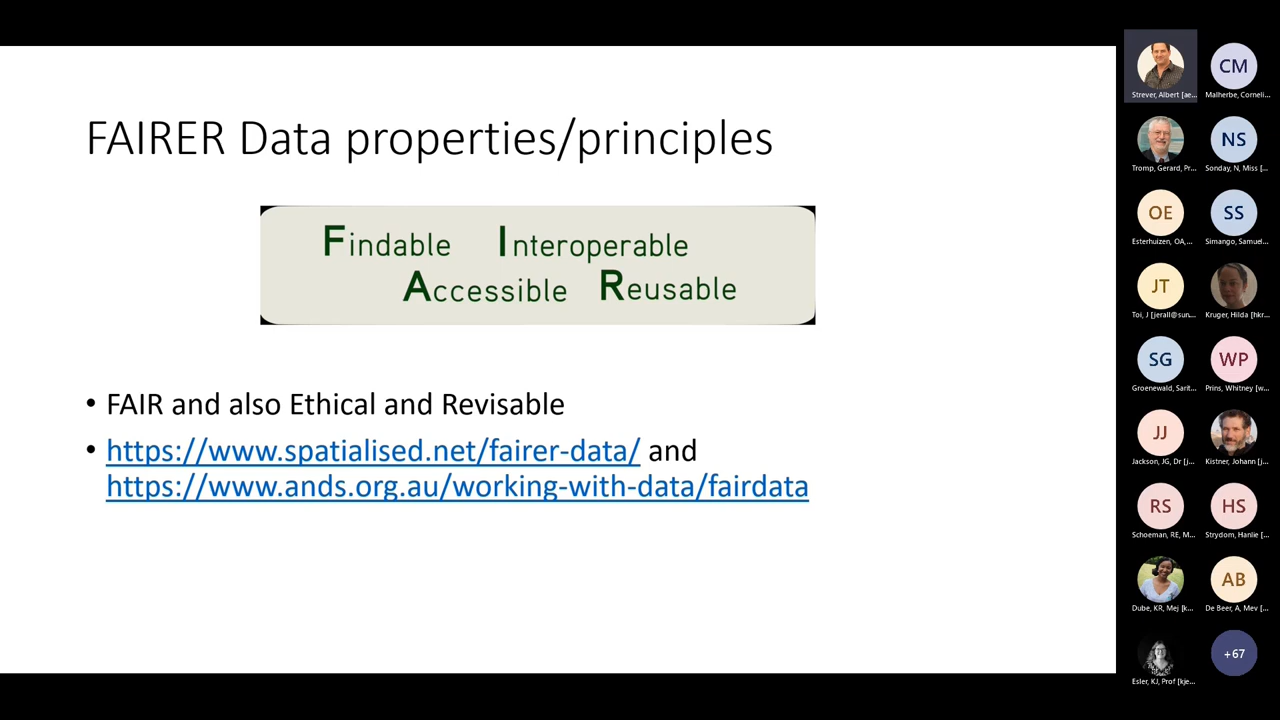 FAIRER Data properties/principles
Findable Interoperable
Accessible Reusable
• FAIR and also Ethical and Revisable
• https://www.spatialised.net/fairer-data/ and
https://www.ands.org.au/working-with-data/fairdata
Strever, Albert [ae...
CM
Malherbe, Corneli...
Tromp, Gerard, Pr...
NS
Sonday, N, Miss [...
OE
Esterhuizen, OA,...
SS
Simango, Samuel...
JT
Toi, J [jerall@sun...
Kruger, Hilda [hkr...
SG
Groenewald, Sarit...
WP
Prins, Whitney [w...
JJ
Jackson, JG, Dr [j...
Kistner, Johann [j...
RS
Schoeman, RE, M...
HS
Strydom, Hanlie [...
Dube, KR, Mej [k...
AB
De Beer, A, Mev [...
Esler, KJ, Prof [kje...
+67